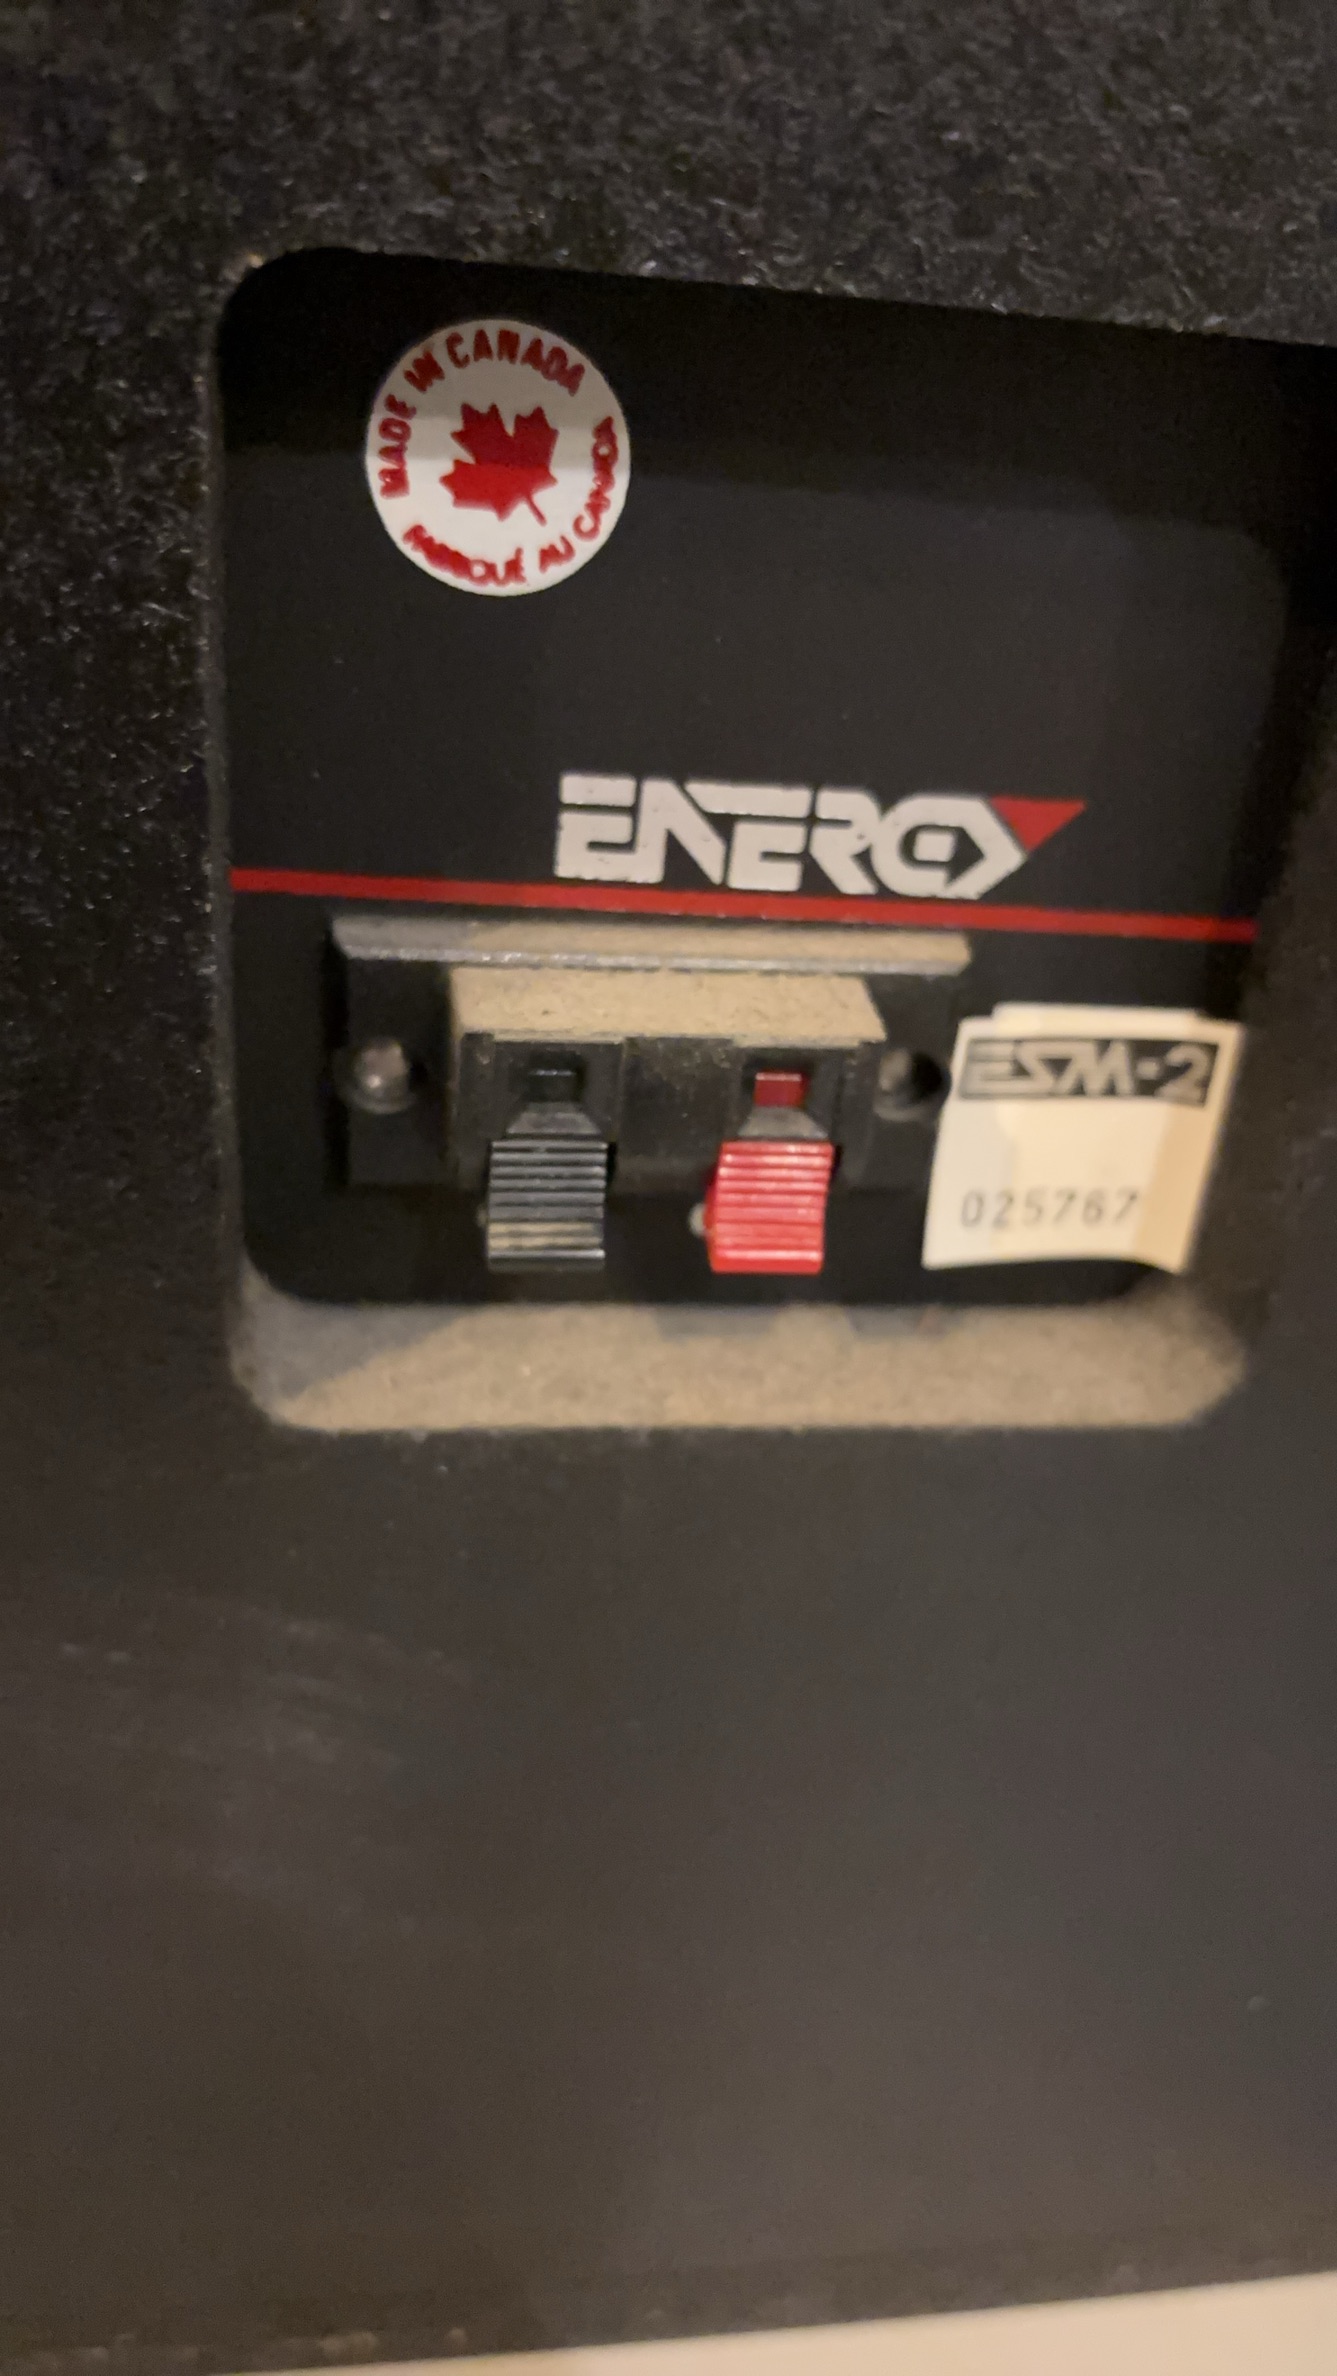 MADE IN CANADA
FABRIQUÉ AU CANADA
ENERGY
ESM-2
025767